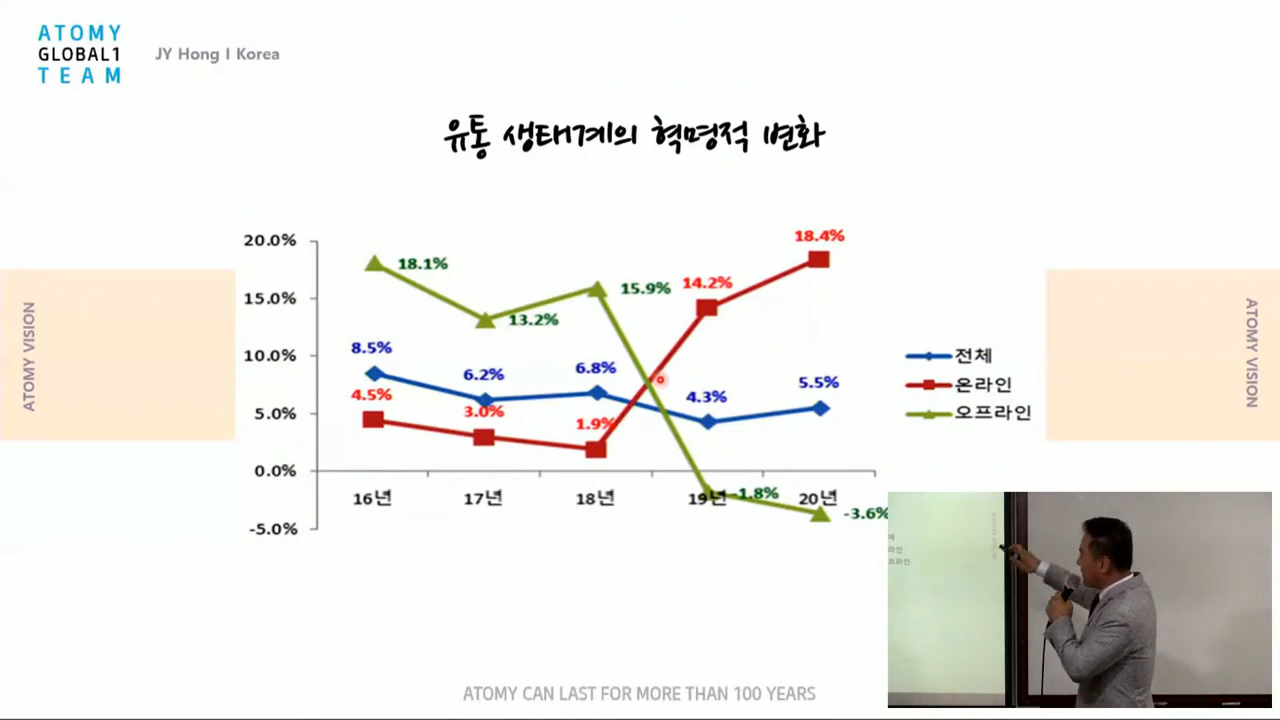 ATOMY
GLOBAL1
TEAM
JY Hong I Korea
유통 생태계의 혁명적 변화
ATOMY VISION
20.0%
15.0%
10.0%
5.0%
0.0%
-5.0%
18.1%
13.2%
15.9%
14.2%
18.4%
8.5%
6.2%
6.8%
4.3%
5.5%
4.5%
3.0%
1.9%
-1.8%
-3.6%
16년
17년
18년
19년
20년
전체
온라인
오프라인
ATOMY VISION
ATOMY CAN LAST FOR MORE THAN 100 YEARS